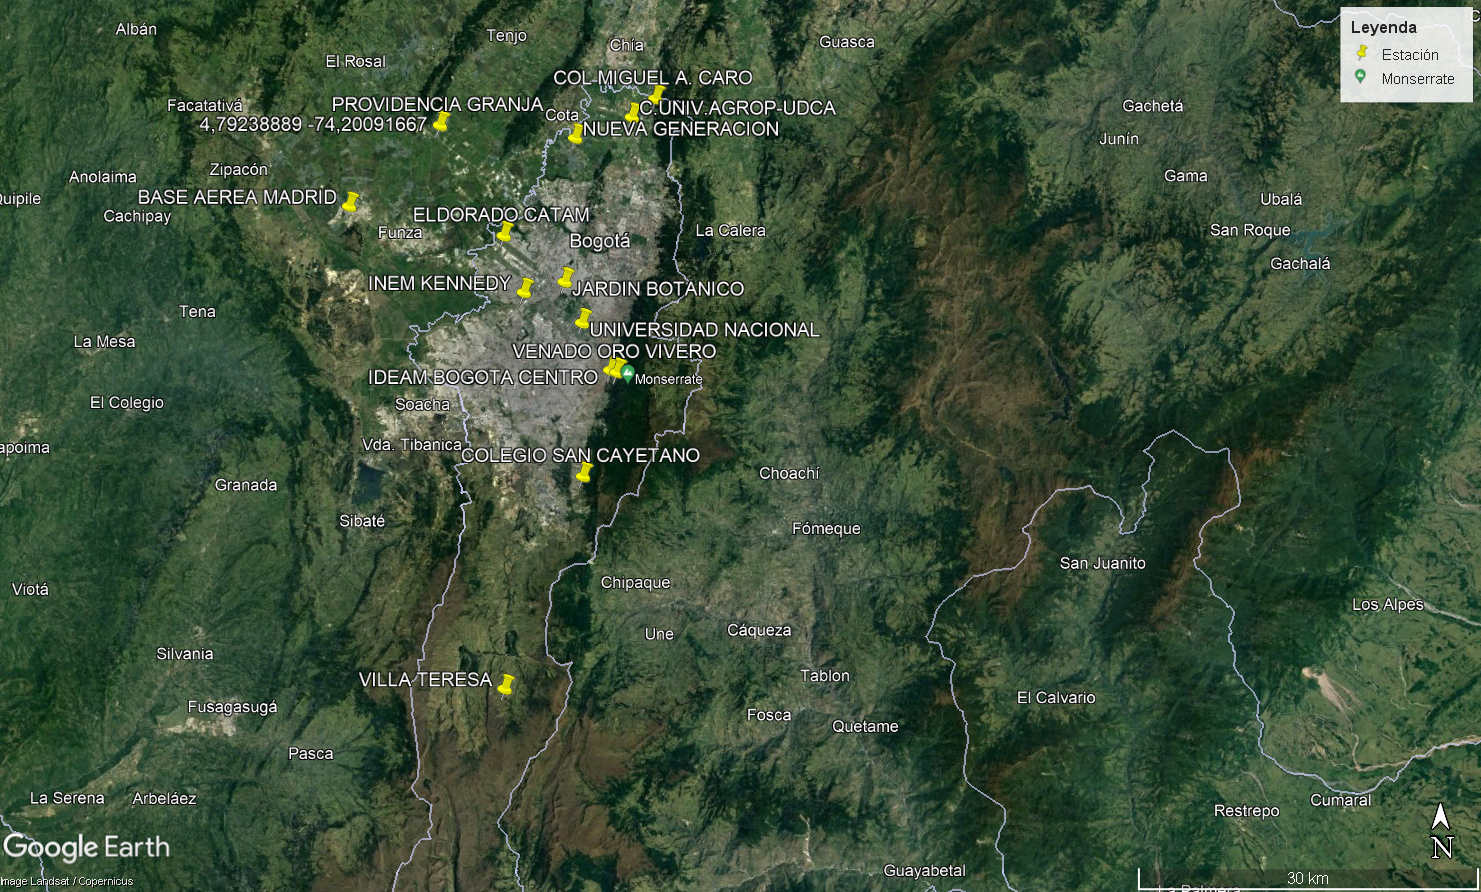 Albán
Tenjo
Chía
Guasca
Leyenda
Estación
Monserrate
El Rosal
COL MIGUEL A. CARO
Facatativá
PROVIDENCIA GRANJA
Cota
C.UNIV.AGROP-UDCA
Gachetá
4,79238889 -74,20091667
NUEVA GENERACION
Junín
Zipacón
Anolaima
Gama
BASE AEREA MADRID
Ubalá
Cachipay
ELDORADO CATAM
Funza
Bogotá
La Calera
San Roque
Gachalá
INEM KENNEDY
JARDIN BOTANICO
Tena
UNIVERSIDAD NACIONAL
La Mesa
VENADO ORO VIVERO
IDEAM BOGOTA CENTRO
Monserrate
El Colegio
Soacha
apoima
Vda. Tibanica
COLEGIO SAN CAYETANO
Choachí
Granada
Sibaté
Fómeque
San Juanito
Viotá
Chipaque
Los Alpes
Une
Cáqueza
Silvania
VILLA TERESA
Tablon
El Calvario
Fusagasugá
Fosca
Quetame
Pasca
La Serena
Arbeláez
Cumaral
Restrepo
Google Earth
N
Guayabetal
30 km
La Palmera
mage Landsat / Copernicus